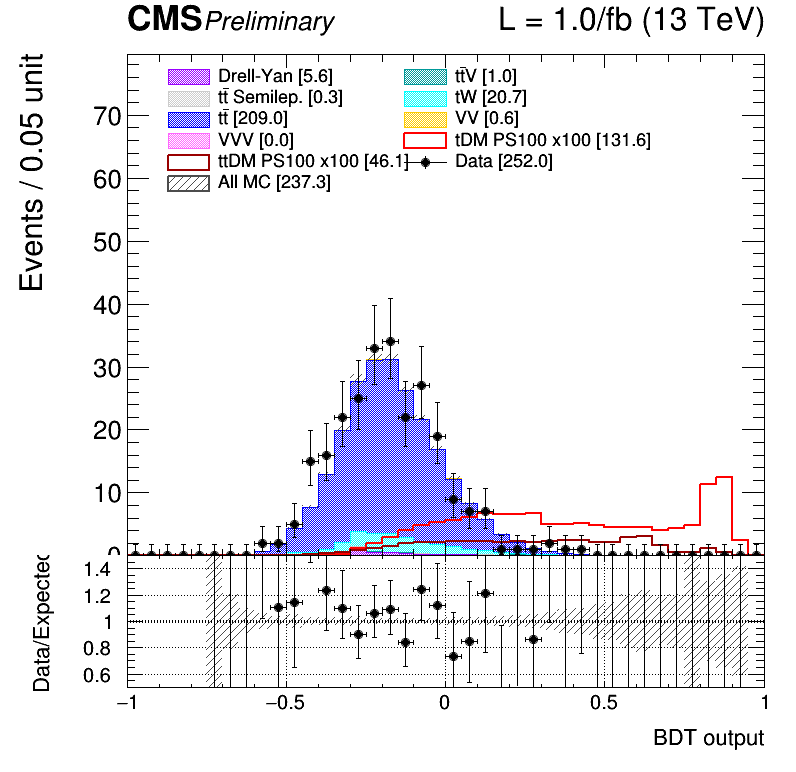 CMS Preliminary L = 1.0/fb (13 TeV)
Drell-Yan [5.6] tt̄V [1.0]
tt̄ Semilep. [0.3] tW [20.7]
tt̄ [209.0] VV [0.6]
VVV [0.0] tDM PS100 x100 [131.6]
ttDM PS100 x100 [46.1] Data [252.0]
All MC [237.3]
Events / 0.05 unit
70
60
50
40
30
20
10
0
Data/Expected
1.4
1.2
1
0.8
0.6
−1 −0.5 0 0.5 1
BDT output